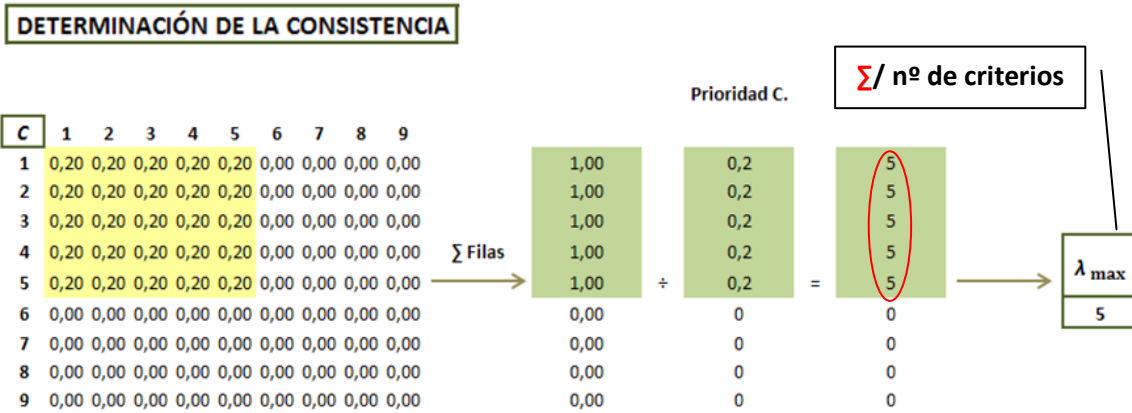 DETERMINACIÓN DE LA CONSISTENCIA
∑/ nº de criterios
Prioridad C.
C 1 2 3 4 5 6 7 8 9
1 0,20 0,20 0,20 0,20 0,20 0,00 0,00 0,00 0,00 1,00 0,2 5
2 0,20 0,20 0,20 0,20 0,20 0,00 0,00 0,00 0,00 1,00 0,2 5
3 0,20 0,20 0,20 0,20 0,20 0,00 0,00 0,00 0,00 1,00 0,2 5
4 0,20 0,20 0,20 0,20 0,20 0,00 0,00 0,00 0,00 ∑ Filas 1,00 0,2 5
λ max
5 0,20 0,20 0,20 0,20 0,20 0,00 0,00 0,00 0,00 1,00 ÷ 0,2 = 5
6 0,00 0,00 0,00 0,00 0,00 0,00 0,00 0,00 0,00 0,00 0 0 5
7 0,00 0,00 0,00 0,00 0,00 0,00 0,00 0,00 0,00 0,00 0 0
8 0,00 0,00 0,00 0,00 0,00 0,00 0,00 0,00 0,00 0,00 0 0
9 0,00 0,00 0,00 0,00 0,00 0,00 0,00 0,00 0,00 0,00 0 0